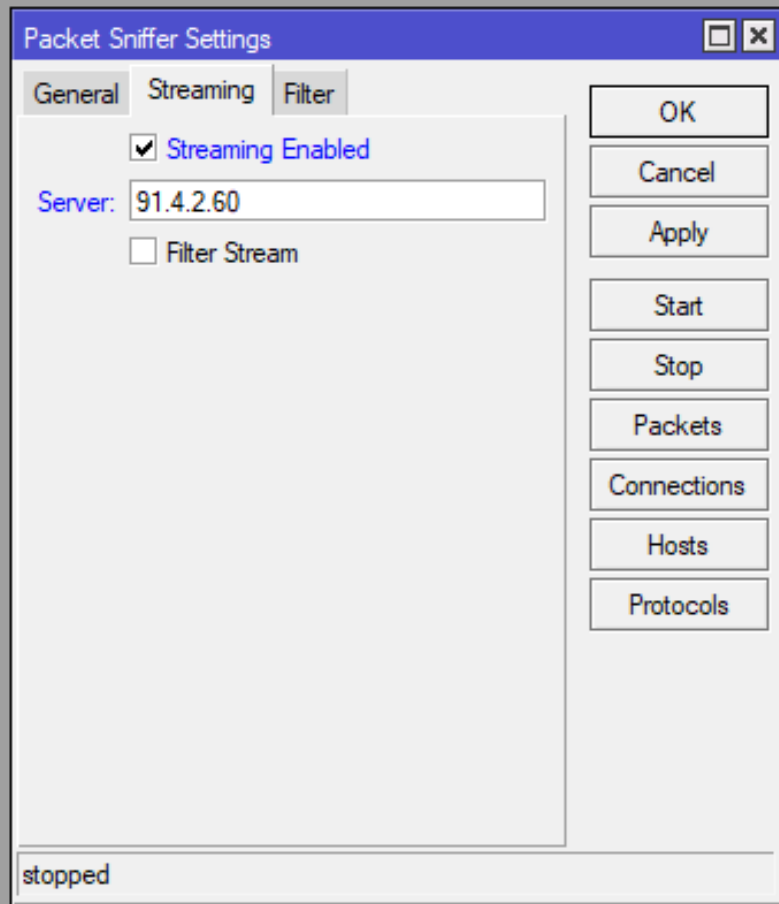 Packet Sniffer Settings
General Streaming Filter
Streaming Enabled
Server: 91.4.2.60
Filter Stream
OK
Cancel
Apply
Start
Stop
Packets
Connections
Hosts
Protocols
stopped